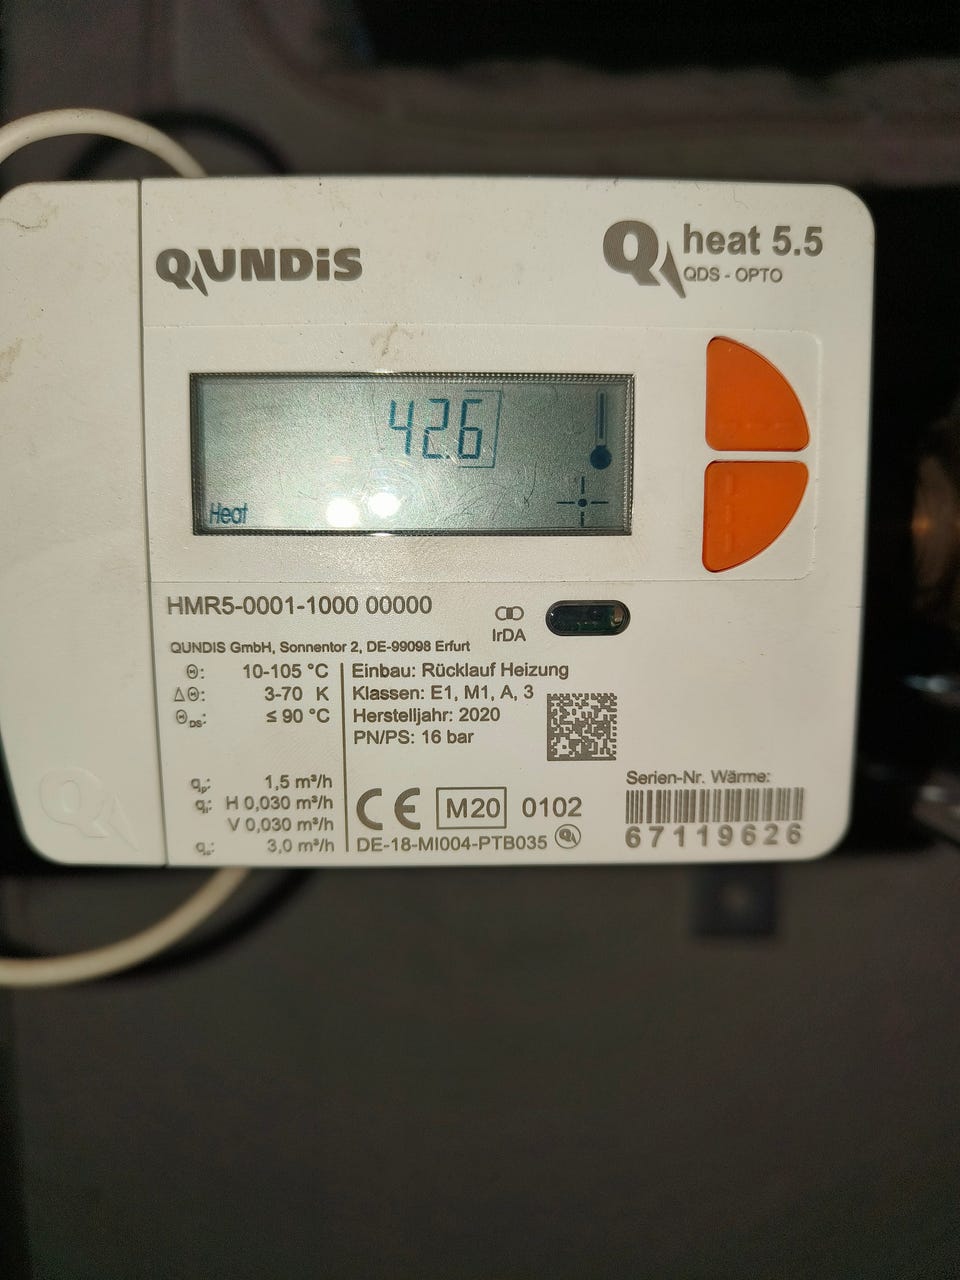 QUNDIS
Q heat 5.5
QDS - OPTO
42.6
Heat
HMR5-0001-1000 00000
IrDA
QUNDIS GmbH, Sonnentor 2, DE-99098 Erfurt
Θ: 10-105 °C
ΔΘ: 3-70 K
ΘDS: ≤ 90 °C
Einbau: Rücklauf Heizung
Klassen: E1, M1, A, 3
Herstelljahr: 2020
PN/PS: 16 bar
qp: 1,5 m³/h
qi: H 0,030 m³/h
V 0,030 m³/h
qs: 3,0 m³/h
CE M20 0102
DE-18-MI004-PTB035
Serien-Nr. Wärme:
67119626